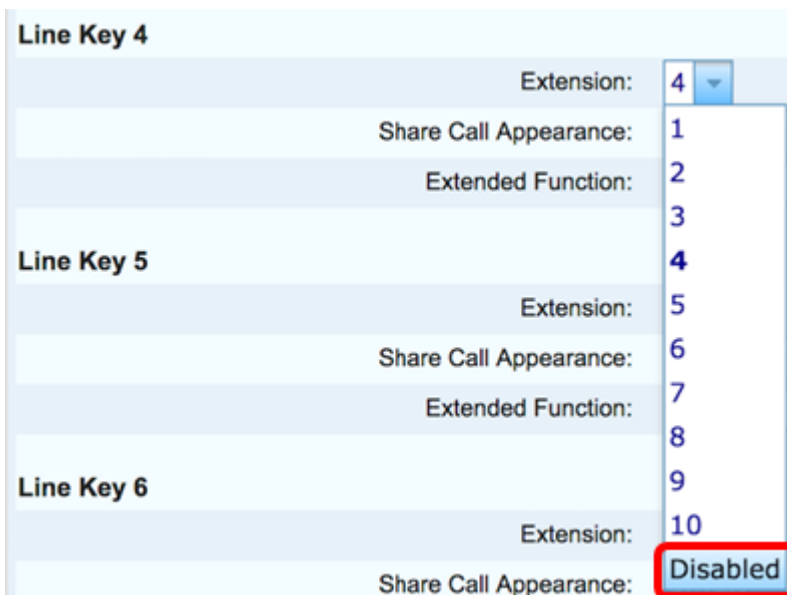 Line Key 4
Extension: 4
Share Call Appearance: 1
2
Extended Function:
3
Line Key 5 4
Extension: 5
Share Call Appearance: 6
Extended Function: 7
8
Line Key 6 9
Extension: 10
Share Call Appearance: Disabled